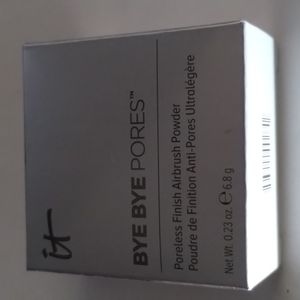 it
BYE BYE PORES™
Poreless Finish Airbrush Powder
Poudre de Finition Anti-Pores Ultralégère
Net Wt. 0.23 oz. ℮ 6.8 g